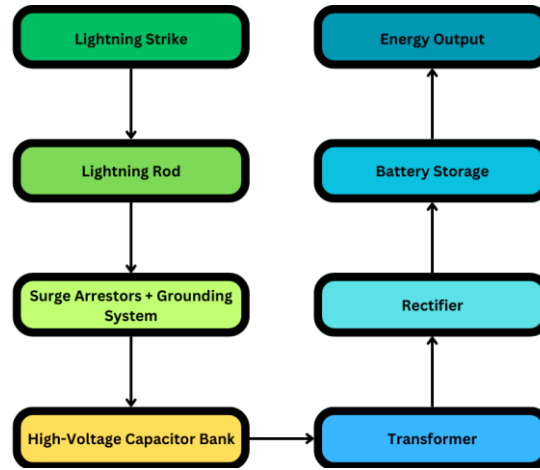 Lightning Strike
Lightning Rod
Surge Arrestors + Grounding
System
High-Voltage Capacitor Bank
Transformer
Rectifier
Battery Storage
Energy Output